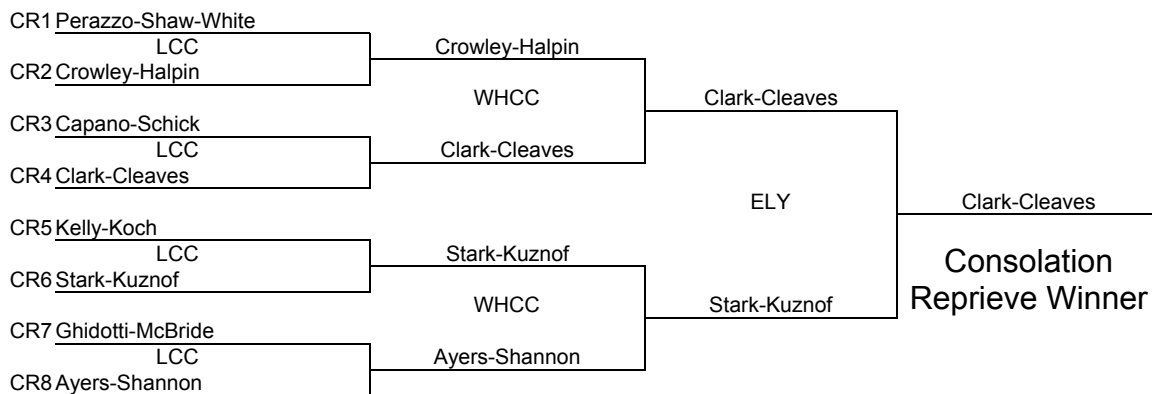 CR1 Perazzo-Shaw-White
LCC
CR2 Crowley-Halpin
CR3 Capano-Schick
LCC
CR4 Clark-Cleaves
CR5 Kelly-Koch
LCC
CR6 Stark-Kuznof
CR7 Ghidotti-McBride
LCC
CR8 Ayers-Shannon
Crowley-Halpin
WHCC
Clark-Cleaves
Stark-Kuznof
WHCC
Ayers-Shannon
Clark-Cleaves
ELY
Stark-Kuznof
Clark-Cleaves
Consolation
Reprieve Winner